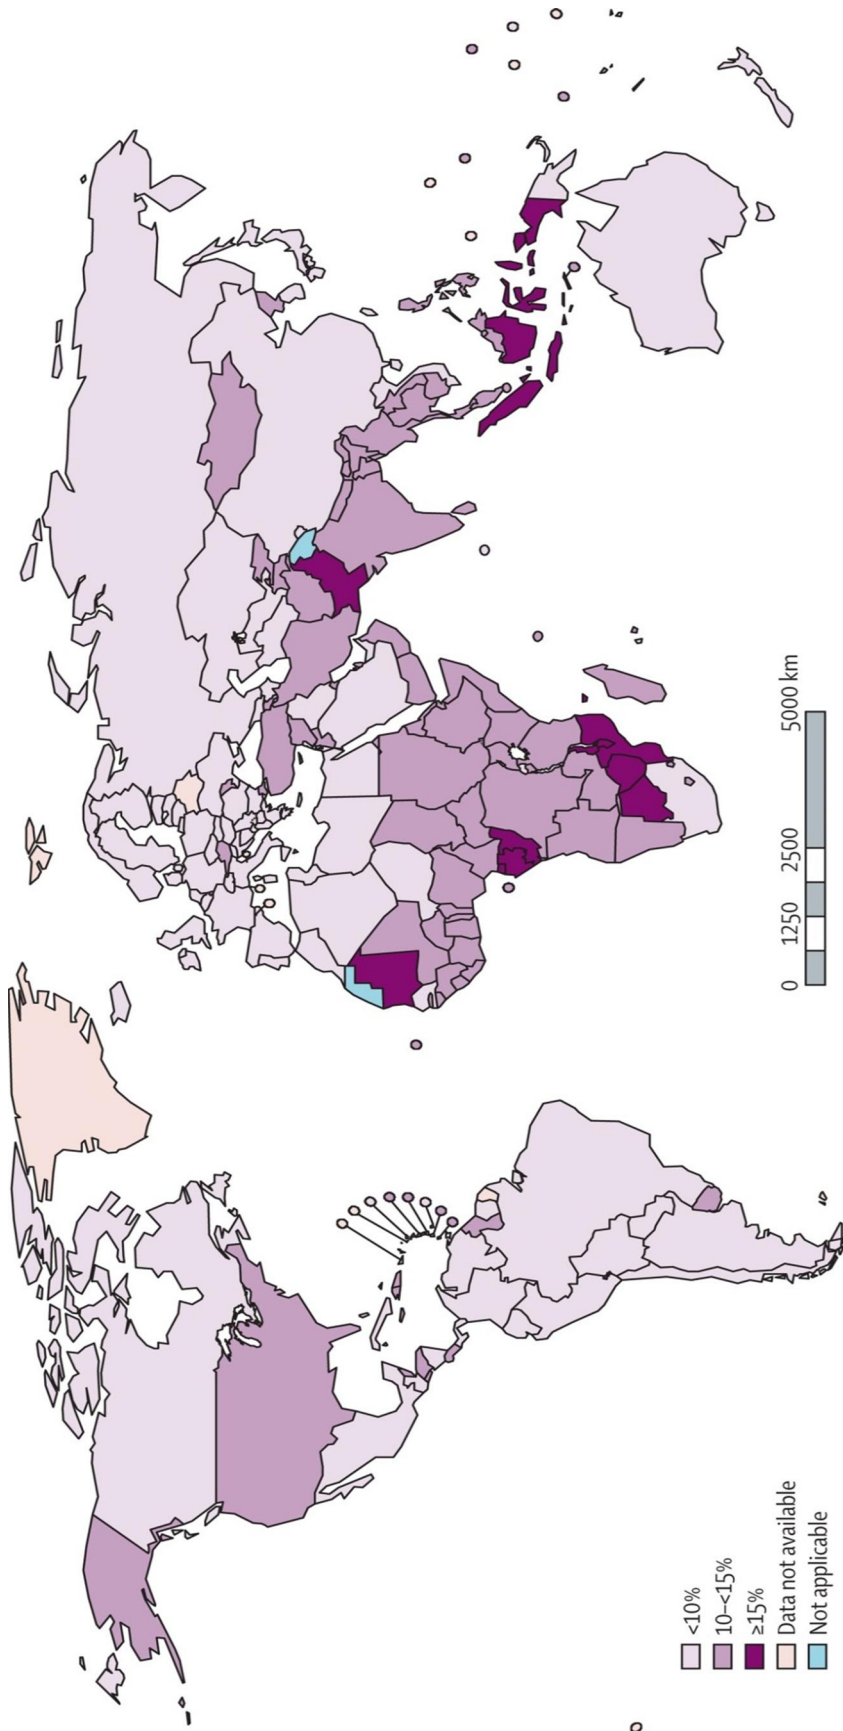 <10%
10–<15%
≥15%
Data not available
Not applicable
0 1250 2500 5000 km